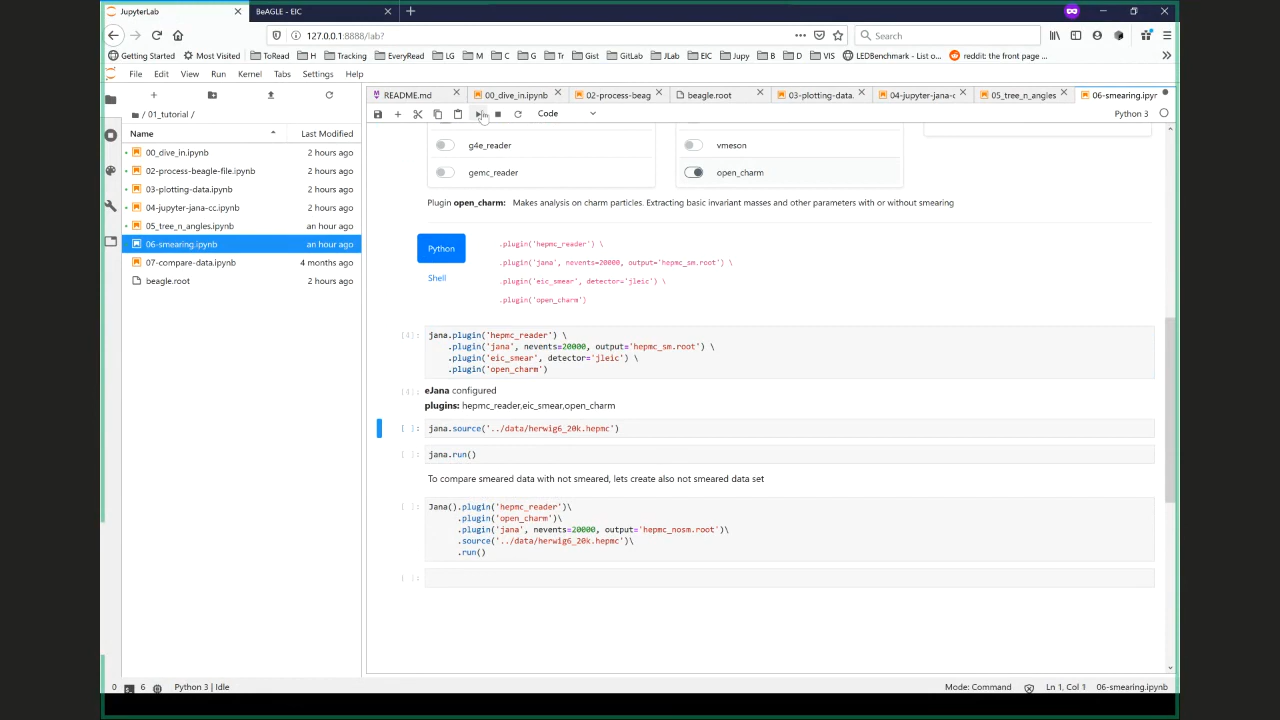 JupyterLab
BeAGLE - EIC
127.0.0.1:8888/lab?
Search
Getting Started
Most Visited
ToRead
H
Tracking
EveryRead
LG
M
C
G
Tr
Gist
GitLab
JLab
EIC
Jupy
B
D
VIS
LEDBenchmark - List o...
reddit: the front page ...
File
Edit
View
Run
Kernel
Tabs
Settings
Help
/ 01_tutorial /
Name
Last Modified
00_dive_in.ipynb
2 hours ago
02-process-beagle-file.ipynb
2 hours ago
03-plotting-data.ipynb
2 hours ago
04-jupyter-jana-cc.ipynb
2 hours ago
05_tree_n_angles.ipynb
an hour ago
06-smearing.ipynb
an hour ago
07-compare-data.ipynb
4 months ago
beagle.root
2 hours ago
README.md
00_dive_in.ipynb
02-process-beag
beagle.root
03-plotting-data.
04-jupyter-jana-c
05_tree_n_angles
06-smearing.ipyr
Code
Python 3
g4e_reader
vmeson
gemc_reader
open_charm
Plugin open_charm: Makes analysis on charm particles. Extracting basic invariant masses and other parameters with or without smearing
Python
Shell
.plugin('hepmc_reader') \
.plugin('jana', nevents=20000, output='hepmc_sm.root') \
.plugin('eic_smear', detector='jleic') \
.plugin('open_charm')
[4]:
jana.plugin('hepmc_reader') \
.plugin('jana', nevents=20000, output='hepmc_sm.root') \
.plugin('eic_smear', detector='jleic') \
.plugin('open_charm')
[4]:
eJana configured
plugins: hepmc_reader,eic_smear,open_charm
[ ]:
jana.source('../data/herwig6_20k.hepmc')
[ ]:
jana.run()
To compare smeared data with not smeared, lets create also not smeared data set
[ ]:
Jana().plugin('hepmc_reader')\
.plugin('open_charm')\
.plugin('jana', nevents=20000, output='hepmc_nosm.root')\
.source('../data/herwig6_20k.hepmc')\
.run()
[ ]:
0
6
Python 3 | Idle
Mode: Command
Ln 1, Col 1
06-smearing.ipynb